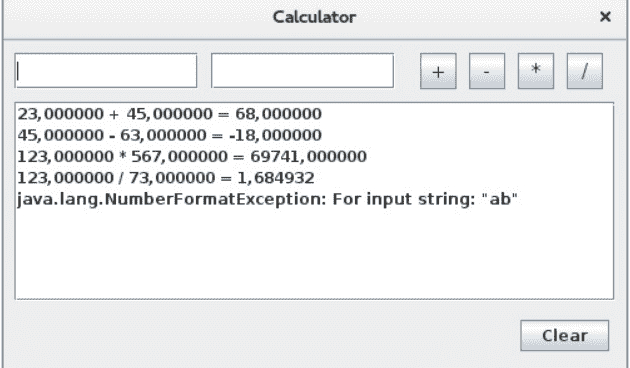 Calculator ×
+ - * /
23,000000 + 45,000000 = 68,000000
45,000000 - 63,000000 = -18,000000
123,000000 * 567,000000 = 69741,000000
123,000000 / 73,000000 = 1,684932
java.lang.NumberFormatException: For input string: "ab"
Clear